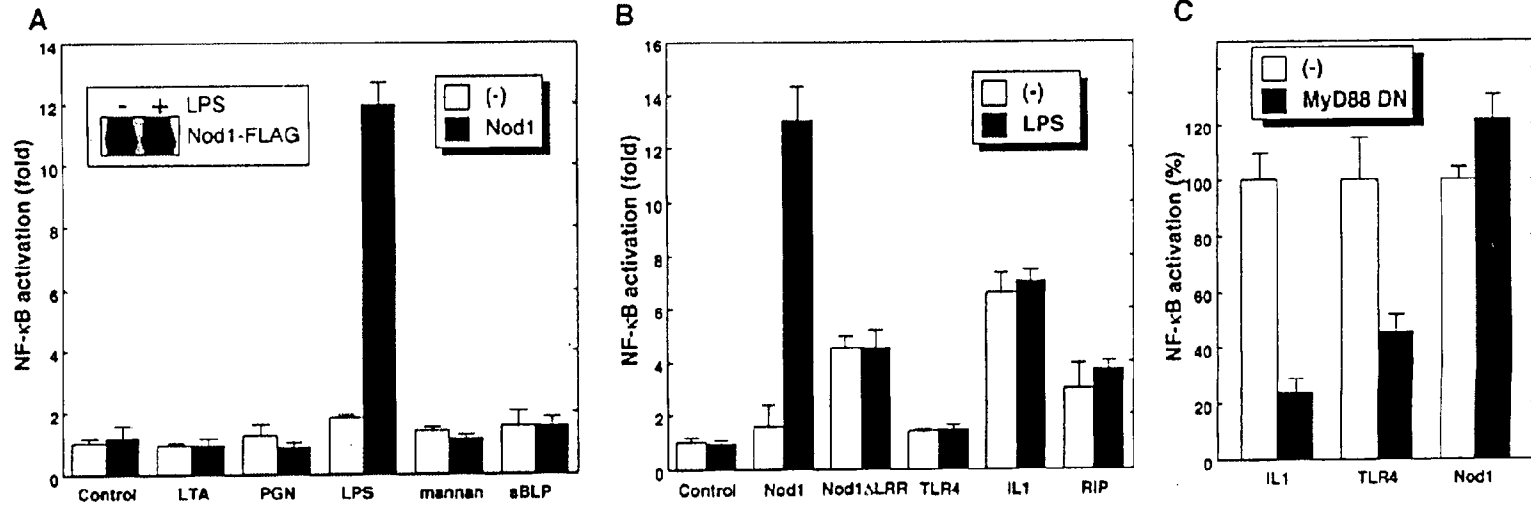 A
NF-κB activation (fold)
14
12
10
8
6
4
2
0
- + LPS
Nod1-FLAG
(-)
Nod1
Control LTA PGN LPS mannan sBLP
B
NF-κB activation (fold)
16
14
12
10
8
6
4
2
0
(-)
LPS
Control Nod1 Nod1ΔLRR TLR4 IL1 RIP
C
NF-κB activation (%)
120
100
80
60
40
20
0
(-)
MyD88 DN
IL1 TLR4 Nod1